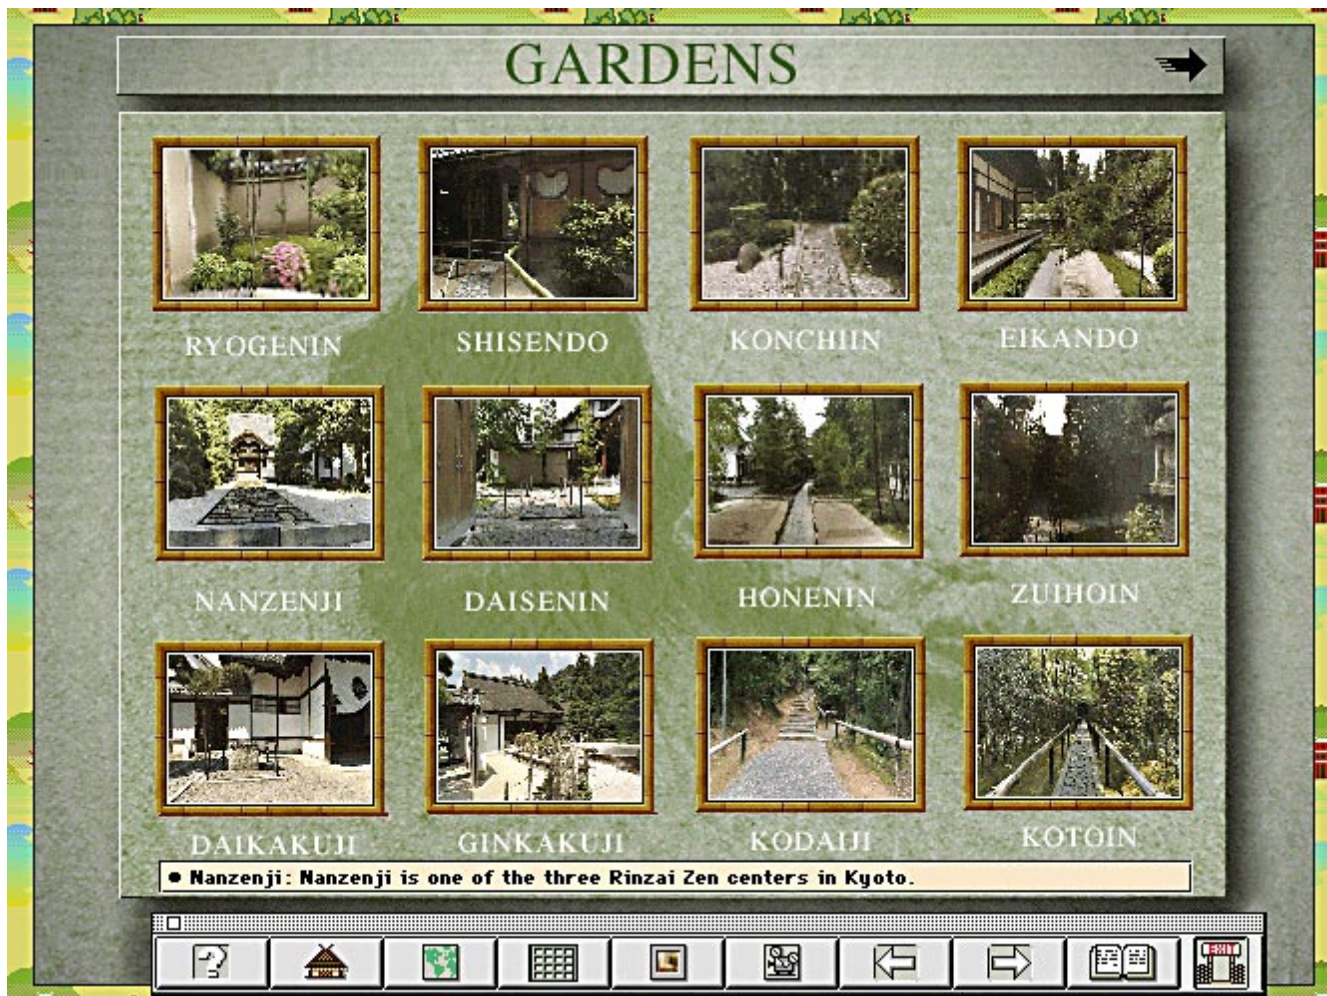 GARDENS
RYOGENIN
SHISENDO
KONCHIIN
EIKANDO
NANZENJI
DAISENIN
HONENIN
ZUIHOIN
DAIKAKUJI
GINKAKUJI
KODAIJI
KOTOIN
• Nanzenji: Nanzenji is one of the three Rinzai Zen centers in Kyoto.
?
EXIT